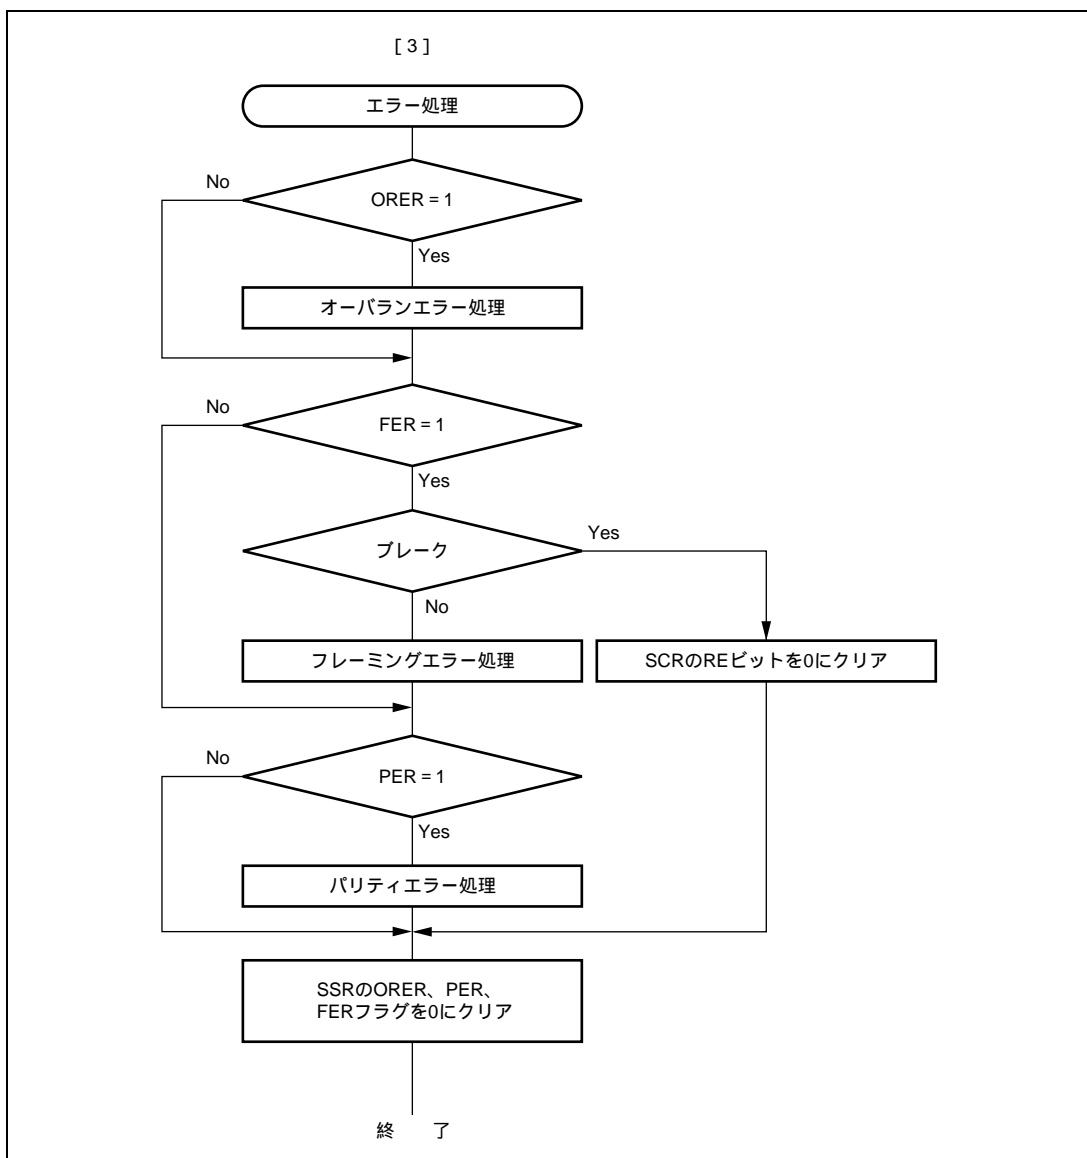 [ 3 ]
エラー処理
No
ORER = 1
Yes
オーバランエラー処理
No
FER = 1
Yes
ブレーク
Yes
No
フレーミングエラー処理
SCRのREビットを0にクリア
No
PER = 1
Yes
パリティエラー処理
SSRのORER、PER、
FERフラグを0にクリア
終　了